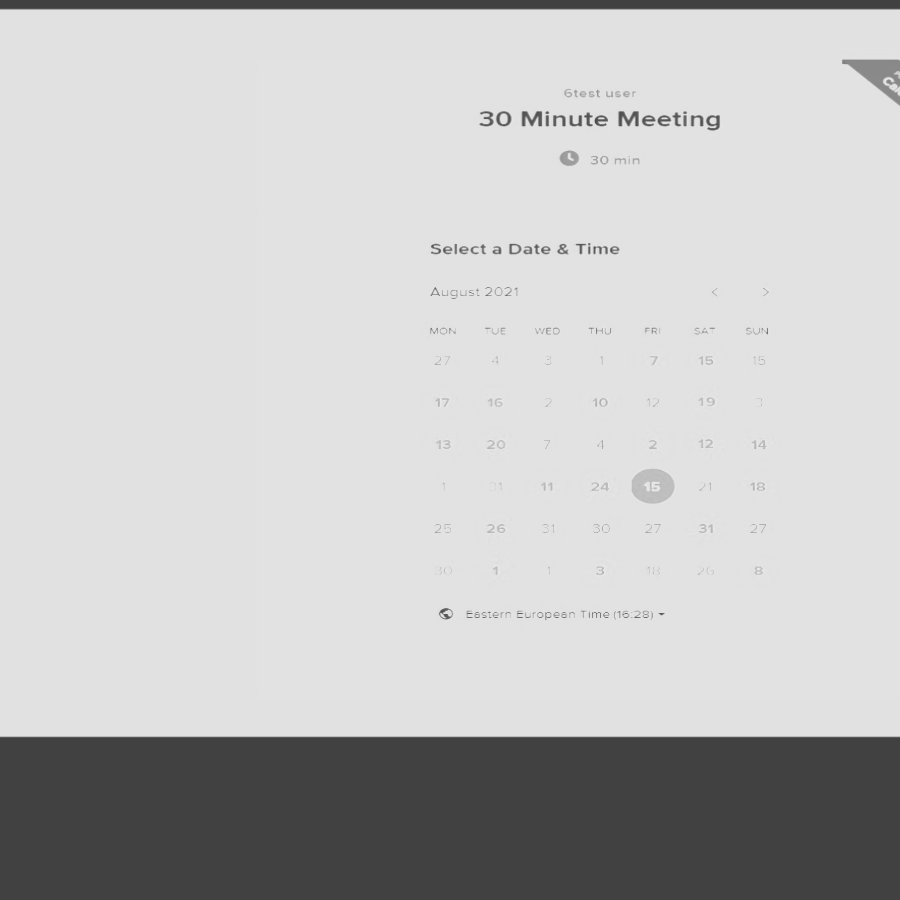 6test user
30 Minute Meeting
30 min
Select a Date & Time
August 2021 < >
MON TUE WED THU FRI SAT SUN
27 4 3 1 7 15 15
17 16 2 10 12 19 3
13 20 7 4 2 12 14
1 31 11 24 15 21 18
25 26 31 30 27 31 27
30 1 1 3 18 26 8
Eastern European Time (16:28)